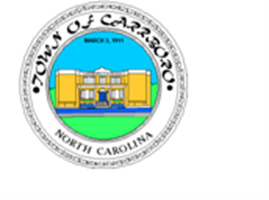 TOWN OF CARRBORO
MARCH 3, 1911
NORTH CAROLINA